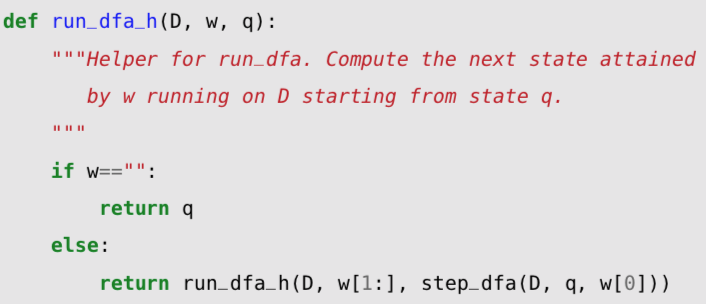 def run_dfa_h(D, w, q):
    """Helper for run_dfa. Compute the next state attained
       by w running on D starting from state q.
    """
    if w=="":
        return q
    else:
        return run_dfa_h(D, w[1:], step_dfa(D, q, w[0]))